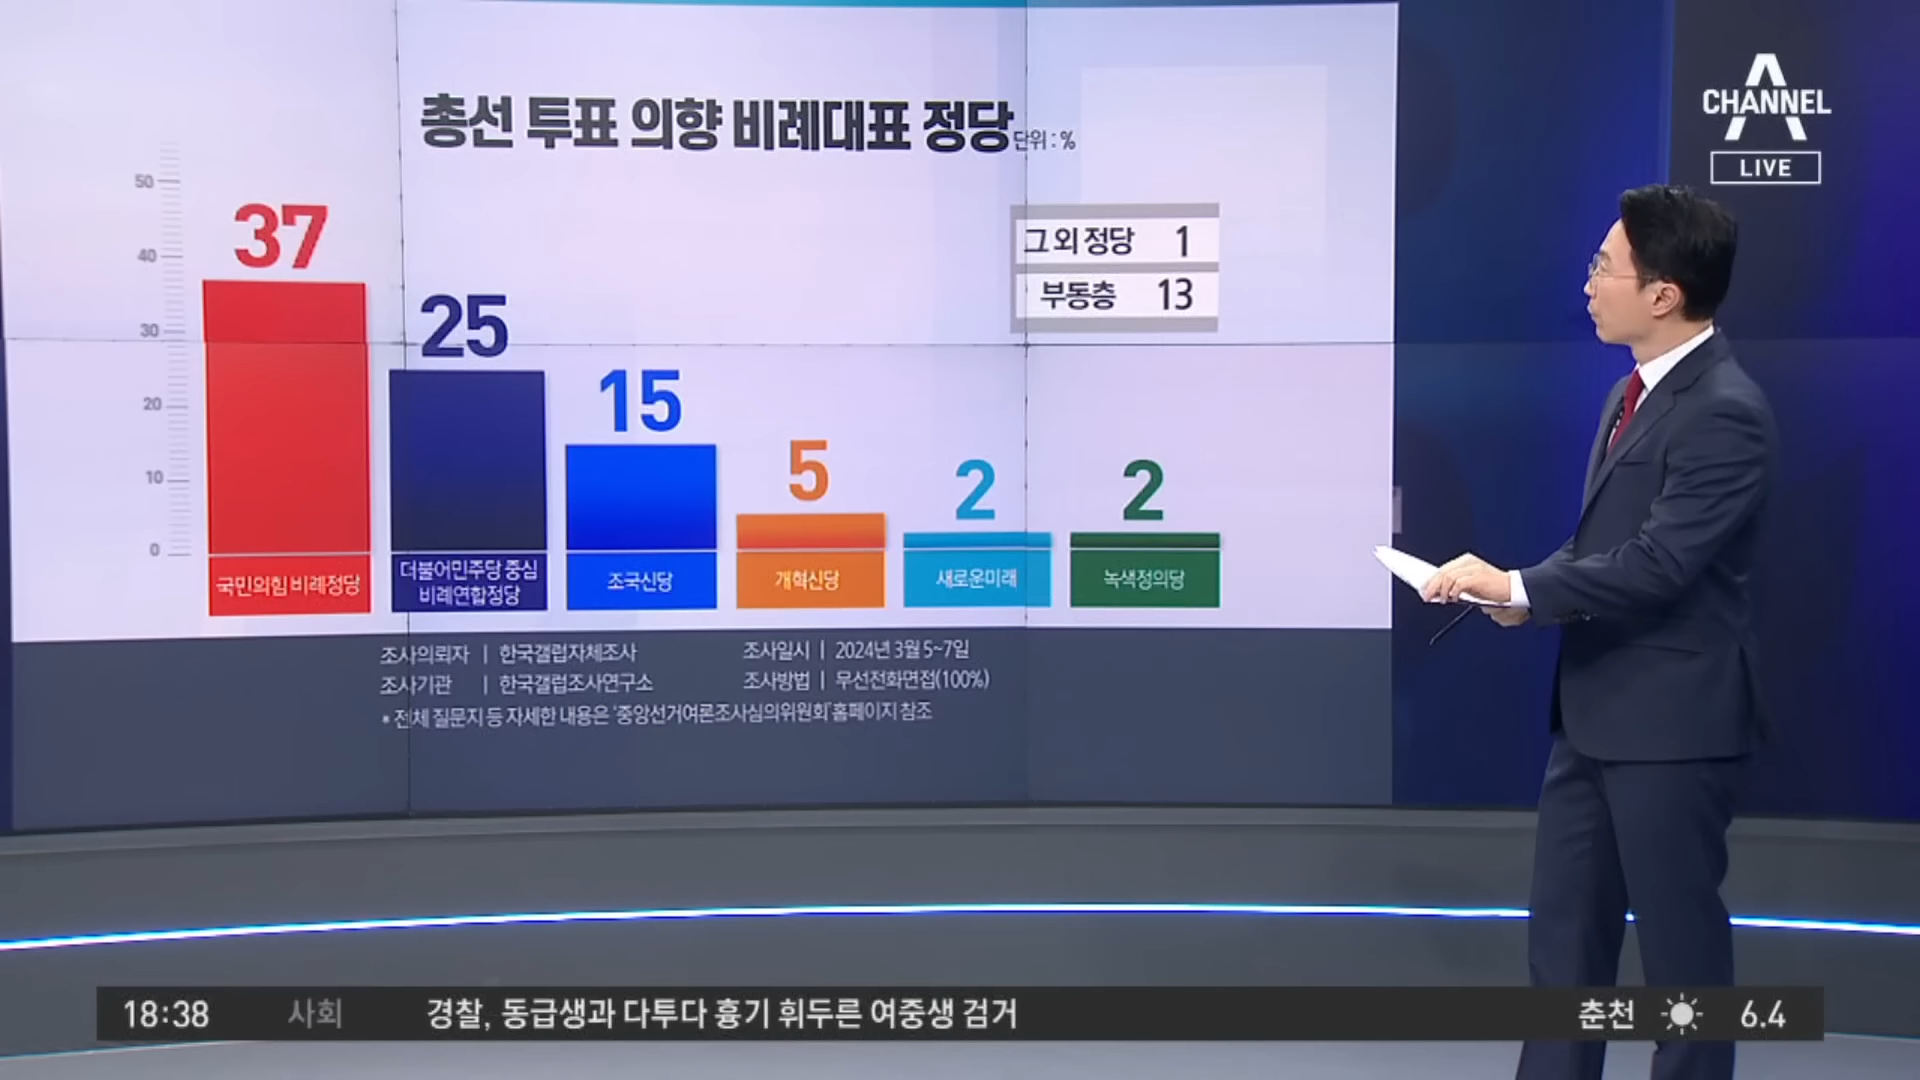 총선 투표 의향 비례대표 정당 단위 : %
CHANNEL A
LIVE
50
40
30
20
10
0
37
25
15
5
2
2
그 외 정당 1
부동층 13
국민의힘 비례정당
더불어민주당 중심
비례연합정당
조국신당
개혁신당
새로운미래
녹색정의당
조사의뢰자 | 한국갤럽자체조사
조사일시 | 2024년 3월 5~7일
조사기관 | 한국갤럽조사연구소
조사방법 | 무선전화면접(100%)
* 전체 질문지 등 자세한 내용은 '중앙선거여론조사심의위원회'홈페이지 참조
18:38 사회 경찰, 동급생과 다투다 흉기 휘두른 여중생 검거 춘천 6.4